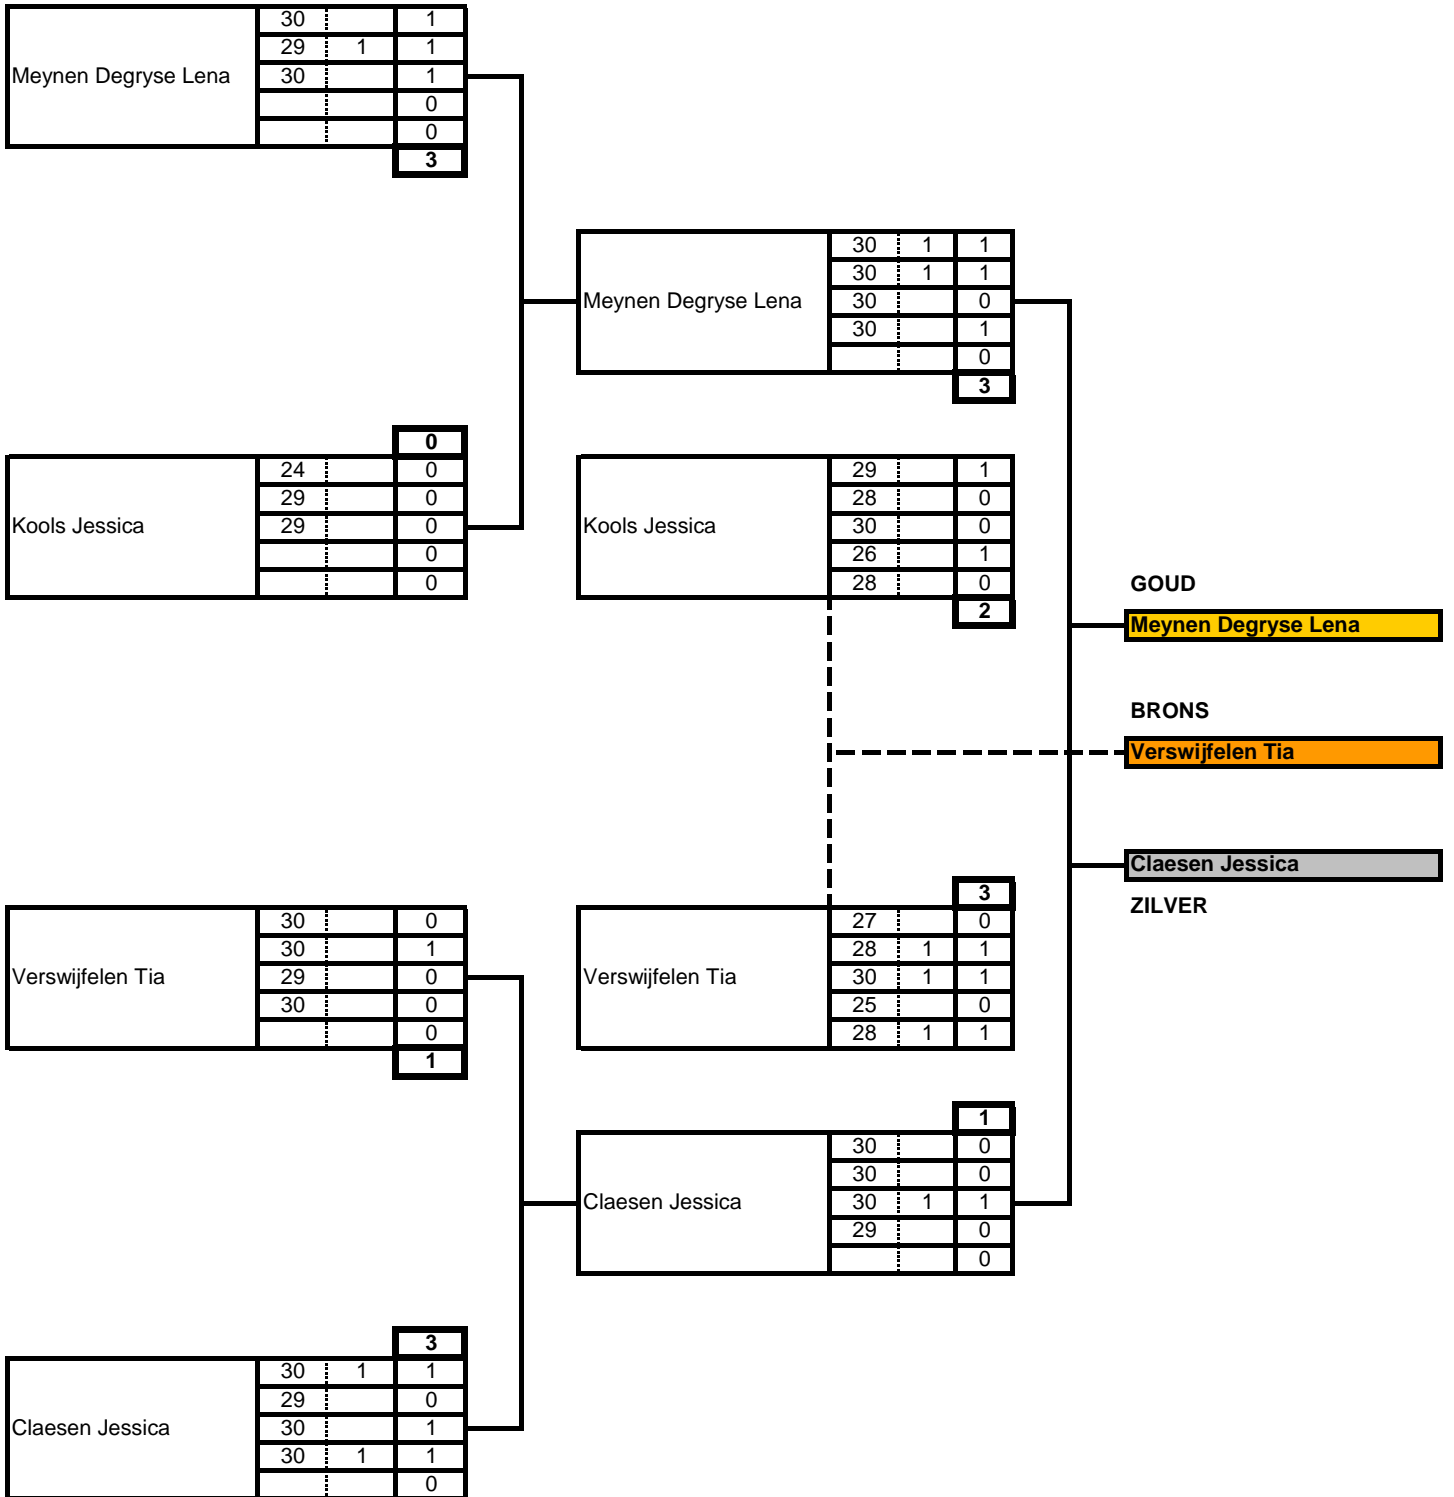 30 1
29 1 1
Meynen Degryse Lena 30 1
0
0
3
30 1 1
30 1 1
Meynen Degryse Lena 30 0
30 1
0
3
0
24 0
29 0
Kools Jessica 29 0
0
0
29 1
28 0
Kools Jessica 30 0
26 1
28 0
2
GOUD
Meynen Degryse Lena
BRONS
Verswijfelen Tia
Claesen Jessica
ZILVER
30 0
30 1
Verswijfelen Tia 29 0
30 0
0
1
3
27 0
28 1 1
Verswijfelen Tia 30 1 1
25 0
28 1 1
1
30 0
30 0
Claesen Jessica 30 1 1
29 0
0
3
30 1 1
29 0
Claesen Jessica 30 1
30 1 1
0